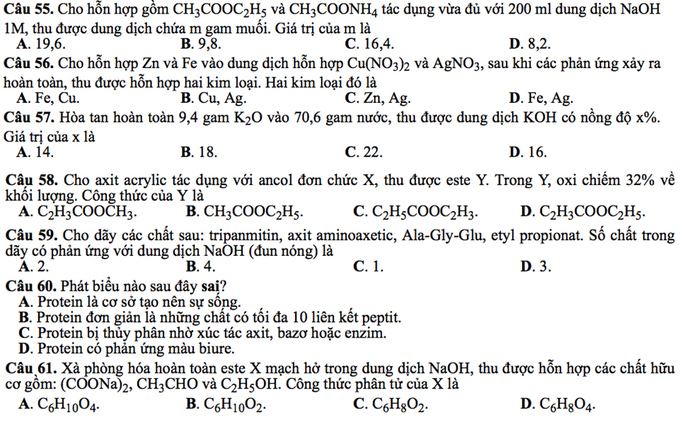 Câu 55. Cho hỗn hợp gồm CH₃COOC₂H₅ và CH₃COONH₄ tác dụng vừa đủ với 200 ml dung dịch NaOH
1M, thu được dung dịch chứa m gam muối. Giá trị của m là
A. 19,6. B. 9,8. C. 16,4. D. 8,2.
Câu 56. Cho hỗn hợp Zn và Fe vào dung dịch hỗn hợp Cu(NO₃)₂ và AgNO₃, sau khi các phản ứng xảy ra
hoàn toàn, thu được hỗn hợp hai kim loại. Hai kim loại đó là
A. Fe, Cu. B. Cu, Ag. C. Zn, Ag. D. Fe, Ag.
Câu 57. Hòa tan hoàn toàn 9,4 gam K₂O vào 70,6 gam nước, thu được dung dịch KOH có nồng độ x%.
Giá trị của x là
A. 14. B. 18. C. 22. D. 16.
Câu 58. Cho axit acrylic tác dụng với ancol đơn chức X, thu được este Y. Trong Y, oxi chiếm 32% về
khối lượng. Công thức của Y là
A. C₂H₃COOCH₃. B. CH₃COOC₂H₅. C. C₂H₅COOC₂H₃. D. C₂H₃COOC₂H₅.
Câu 59. Cho dãy các chất sau: tripanmitin, axit aminoaxetic, Ala-Gly-Glu, etyl propionat. Số chất trong
dãy có phản ứng với dung dịch NaOH (đun nóng) là
A. 2. B. 4. C. 1. D. 3.
Câu 60. Phát biểu nào sau đây sai?
A. Protein là cơ sở tạo nên sự sống.
B. Protein đơn giản là những chất có tối đa 10 liên kết peptit.
C. Protein bị thủy phân nhờ xúc tác axit, bazơ hoặc enzim.
D. Protein có phản ứng màu biure.
Câu 61. Xà phòng hóa hoàn toàn este X mạch hở trong dung dịch NaOH, thu được hỗn hợp các chất hữu
cơ gồm: (COONa)₂, CH₃CHO và C₂H₅OH. Công thức phân tử của X là
A. C₆H₁₀O₄. B. C₆H₁₀O₂. C. C₆H₈O₂. D. C₆H₈O₄.